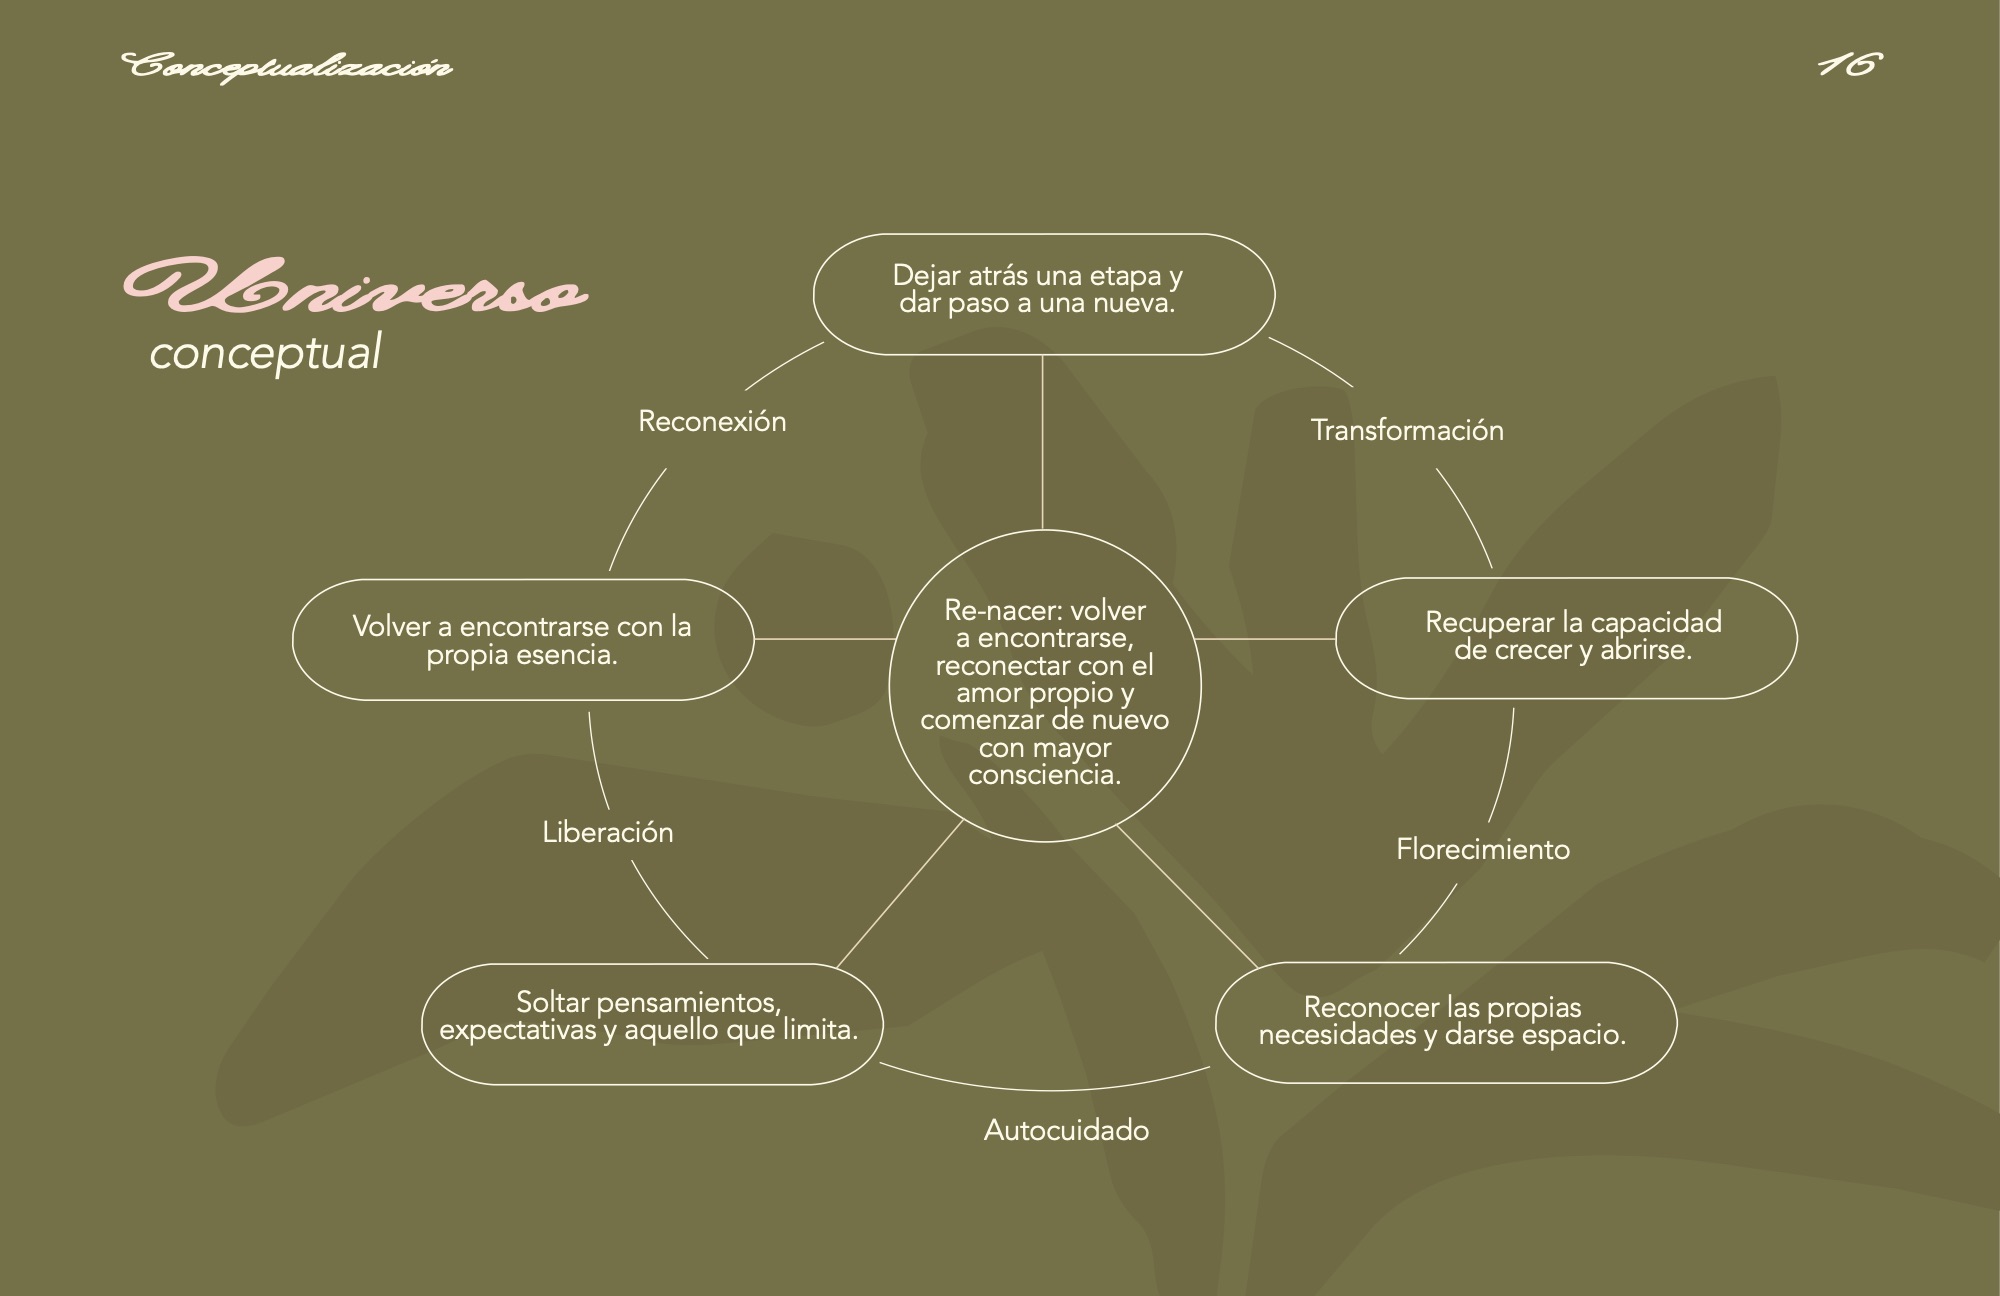 Conceptualización
16
Universo
conceptual
Dejar atrás una etapa y
dar paso a una nueva.
Reconexión
Transformación
Volver a encontrarse con la
propia esencia.
Re-nacer: volver
a encontrarse,
reconectar con el
amor propio y
comenzar de nuevo
con mayor
consciencia.
Recuperar la capacidad
de crecer y abrirse.
Liberación
Florecimiento
Soltar pensamientos,
expectativas y aquello que limita.
Reconocer las propias
necesidades y darse espacio.
Autocuidado